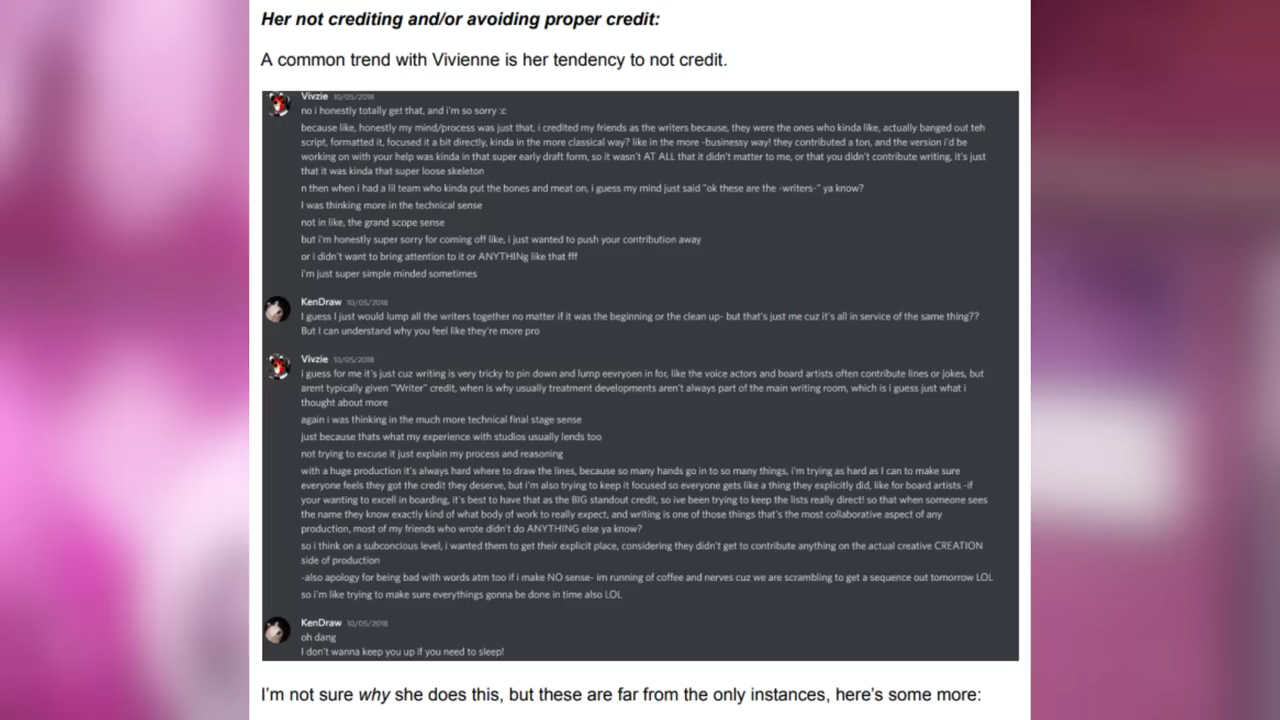 Her not crediting and/or avoiding proper credit:
A common trend with Vivienne is her tendency to not credit.
Vivzie 10/05/2018
no i honestly totally get that, and i'm so sorry :c
because like, honestly my mind/process was just that, i credited my friends as the writers because, they were the ones who kinda like, actually banged out teh
script, formatted it, focused it a bit directly, kinda in the more classical way? like in the more -businessy way! they contributed a ton, and the version i'd be
working on with your help was kinda in that super early draft form, so it wasn't AT ALL that it didn't matter to me, or that you didn't contribute writing, it's just
that it was kinda that super loose skeleton
n then when i had a lil team who kinda put the bones and meat on, i guess my mind just said "ok these are the -writers-" ya know?
I was thinking more in the technical sense
not in like, the grand scope sense
but i'm honestly super sorry for coming off like, i just wanted to push your contribution away
or i didn't want to bring attention to it or ANYTHINg like that fff
i'm just super simple minded sometimes
KenDraw 10/05/2018
I guess I just would lump all the writers together no matter if it was the beginning or the clean up- but that's just me cuz it's all in service of the same thing??
But I can understand why you feel like they're more pro
Vivzie 10/05/2018
i guess for me it's just cuz writing is very tricky to pin down and lump eevryoen in for, like the voice actors and board artists often contribute lines or jokes, but
arent typically given "Writer" credit, when is why usually treatment developments aren't always part of the main writing room, which is i guess just what i
thought about more
again i was thinking in the much more technical final stage sense
just because thats what my experience with studios usually lends too
not trying to excuse it just explain my process and reasoning
with a huge production it's always hard where to draw the lines, because so many hands go in to so many things, i'm trying as hard as I can to make sure
everyone feels they got the credit they deserve, but i'm also trying to keep it focused so everyone gets like a thing they explicitly did, like for board artists -if
your wanting to excell in boarding, it's best to have that as the BIG standout credit, so ive been trying to keep the lists really direct! so that when someone sees
the name they know exactly kind of what body of work to really expect, and writing is one of those things that's the most collaborative aspect of any
production, most of my friends who wrote didn't do ANYTHING else ya know?
so i think on a subconcious level, i wanted them to get their explicit place, considering they didn't get to contribute anything on the actual creative CREATION
side of production
-also apology for being bad with words atm too if i make NO sense- im running of coffee and nerves cuz we are scrambling to get a sequence out tomorrow LOL
so i'm like trying to make sure everythings gonna be done in time also LOL
KenDraw 10/05/2018
oh dang
I don't wanna keep you up if you need to sleep!
I'm not sure why she does this, but these are far from the only instances, here's some more: